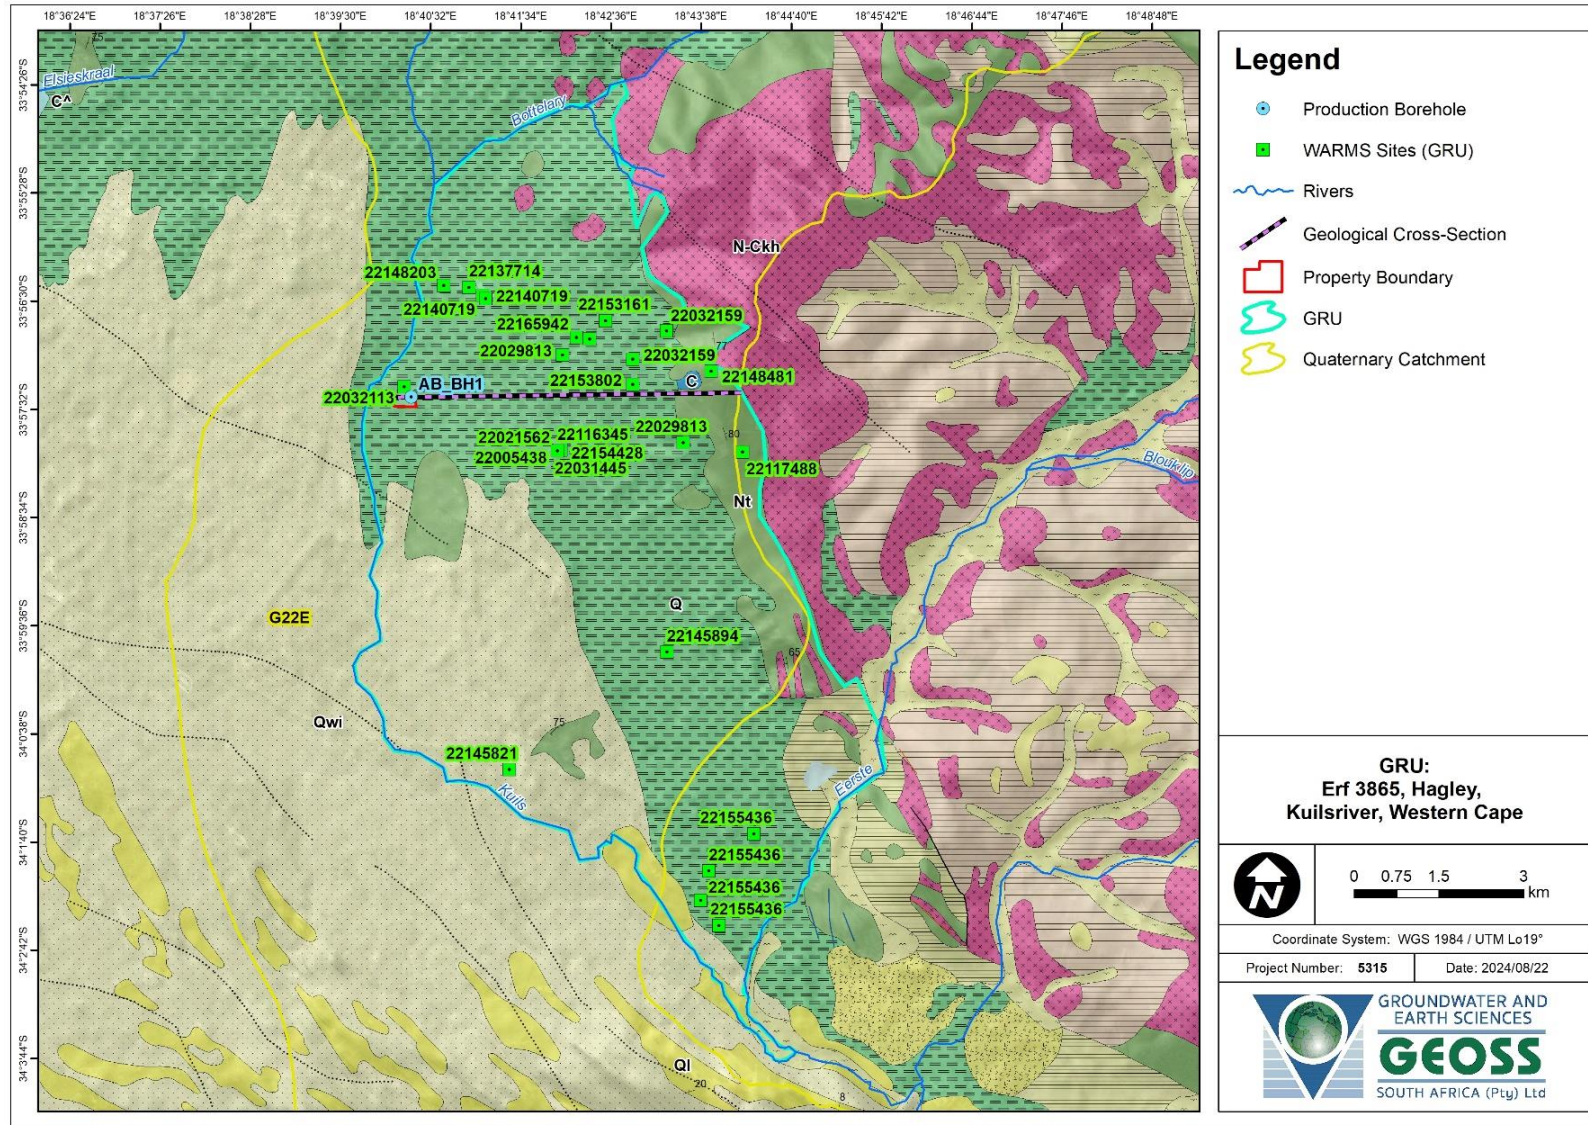 18°36'24"E 18°37'26"E 18°38'28"E 18°39'30"E 18°40'32"E 18°41'34"E 18°42'36"E 18°43'38"E 18°44'40"E 18°45'42"E 18°46'44"E 18°47'46"E 18°48'48"E
33°54'26"S
33°55'28"S
33°56'30"S
33°57'32"S
33°58'34"S
33°59'36"S
34°0'38"S
34°1'40"S
34°2'42"S
34°3'44"S
75
Elsieskraal
C^
Bottelary
N-Ckh
22148203
22137714
22140719
22140719
22153161
22165942
22032159
22029813
22032159
77
22153802
C
22148481
AB_BH1
22032113
22029813
80
22021562
22116345
22005438
22154428
22031445
22117488
Blouklip
Nt
Q
G22E
22145894
65
Qwi
75
22145821
Kuils
Eerste
22155436
22155436
22155436
22155436
Ql
20
8
Legend
Production Borehole
WARMS Sites (GRU)
Rivers
Geological Cross-Section
Property Boundary
GRU
Quaternary Catchment
GRU:
Erf 3865, Hagley,
Kuilsriver, Western Cape
N
0 0.75 1.5 3
km
Coordinate System: WGS 1984 / UTM Lo19°
Project Number: 5315 Date: 2024/08/22
GROUNDWATER AND
EARTH SCIENCES
GEOSS
SOUTH AFRICA (Pty) Ltd